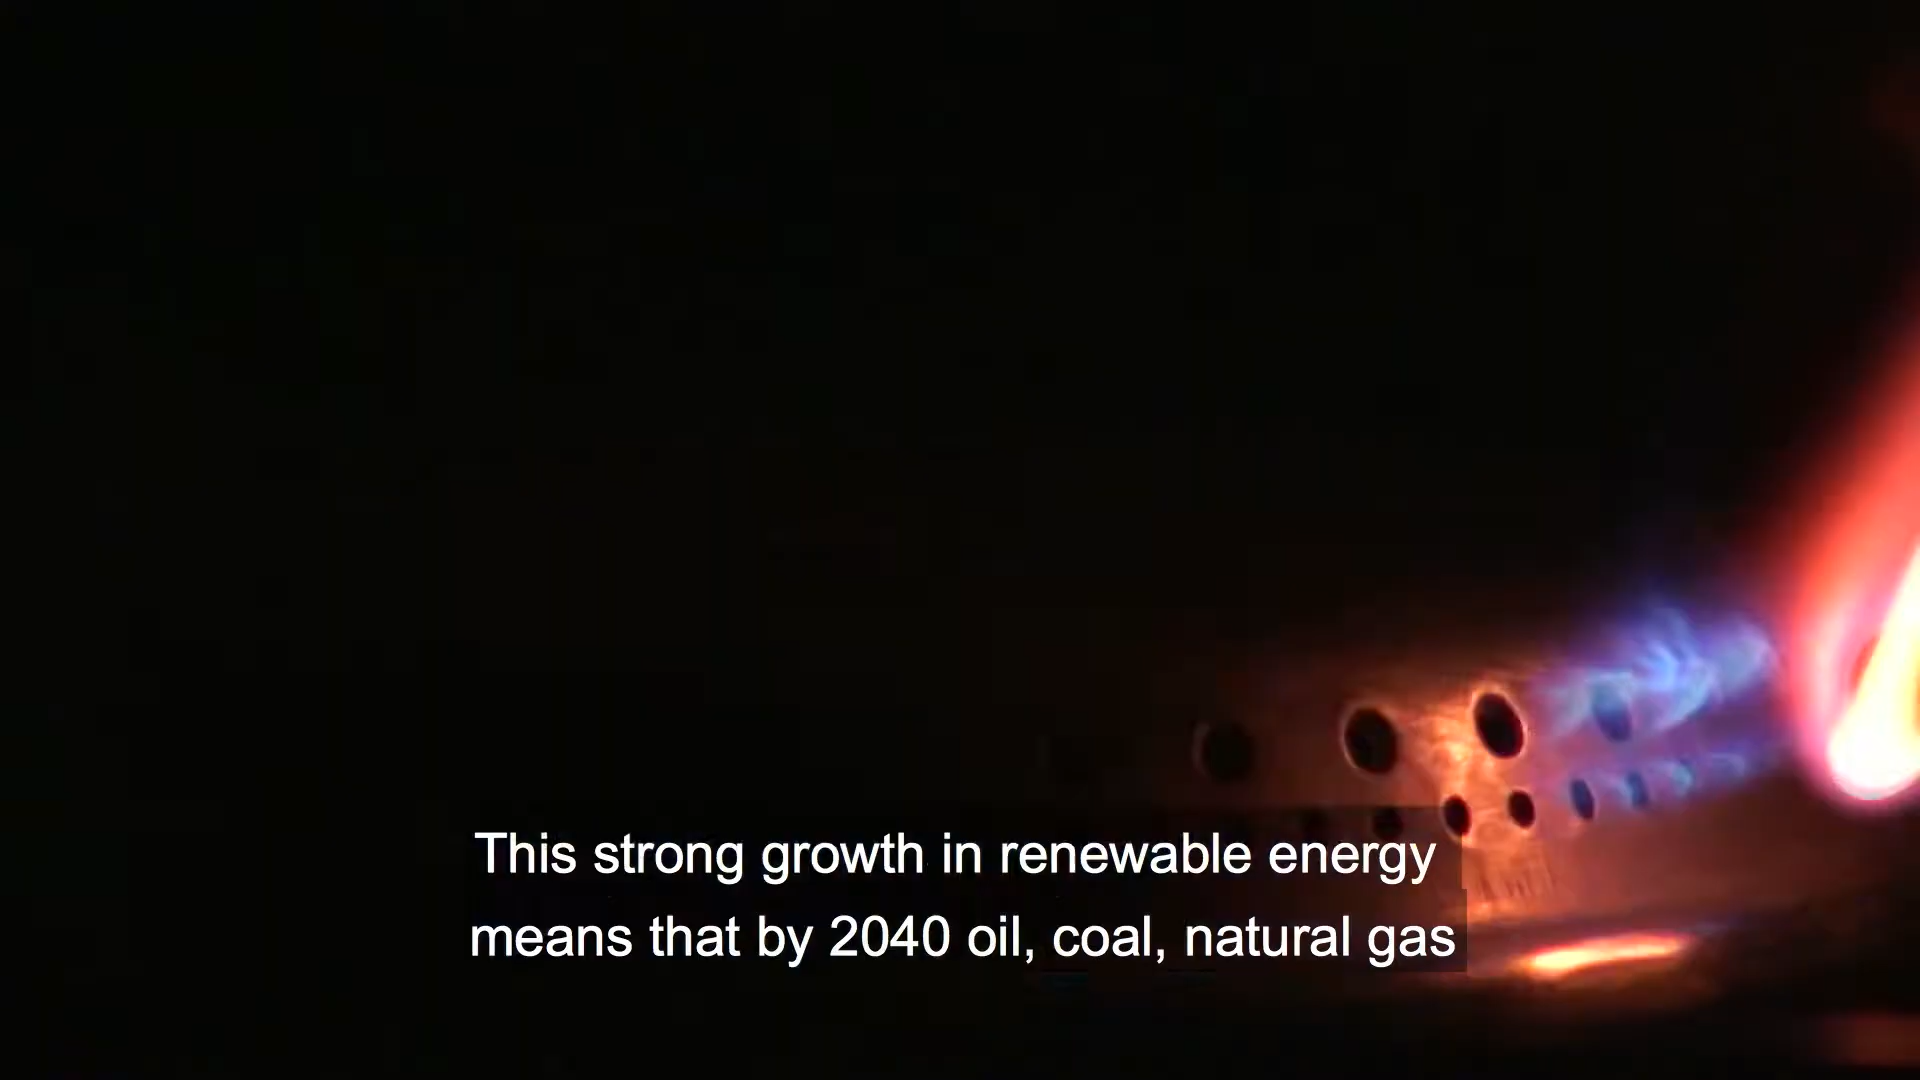 This strong growth in renewable energy
means that by 2040 oil, coal, natural gas